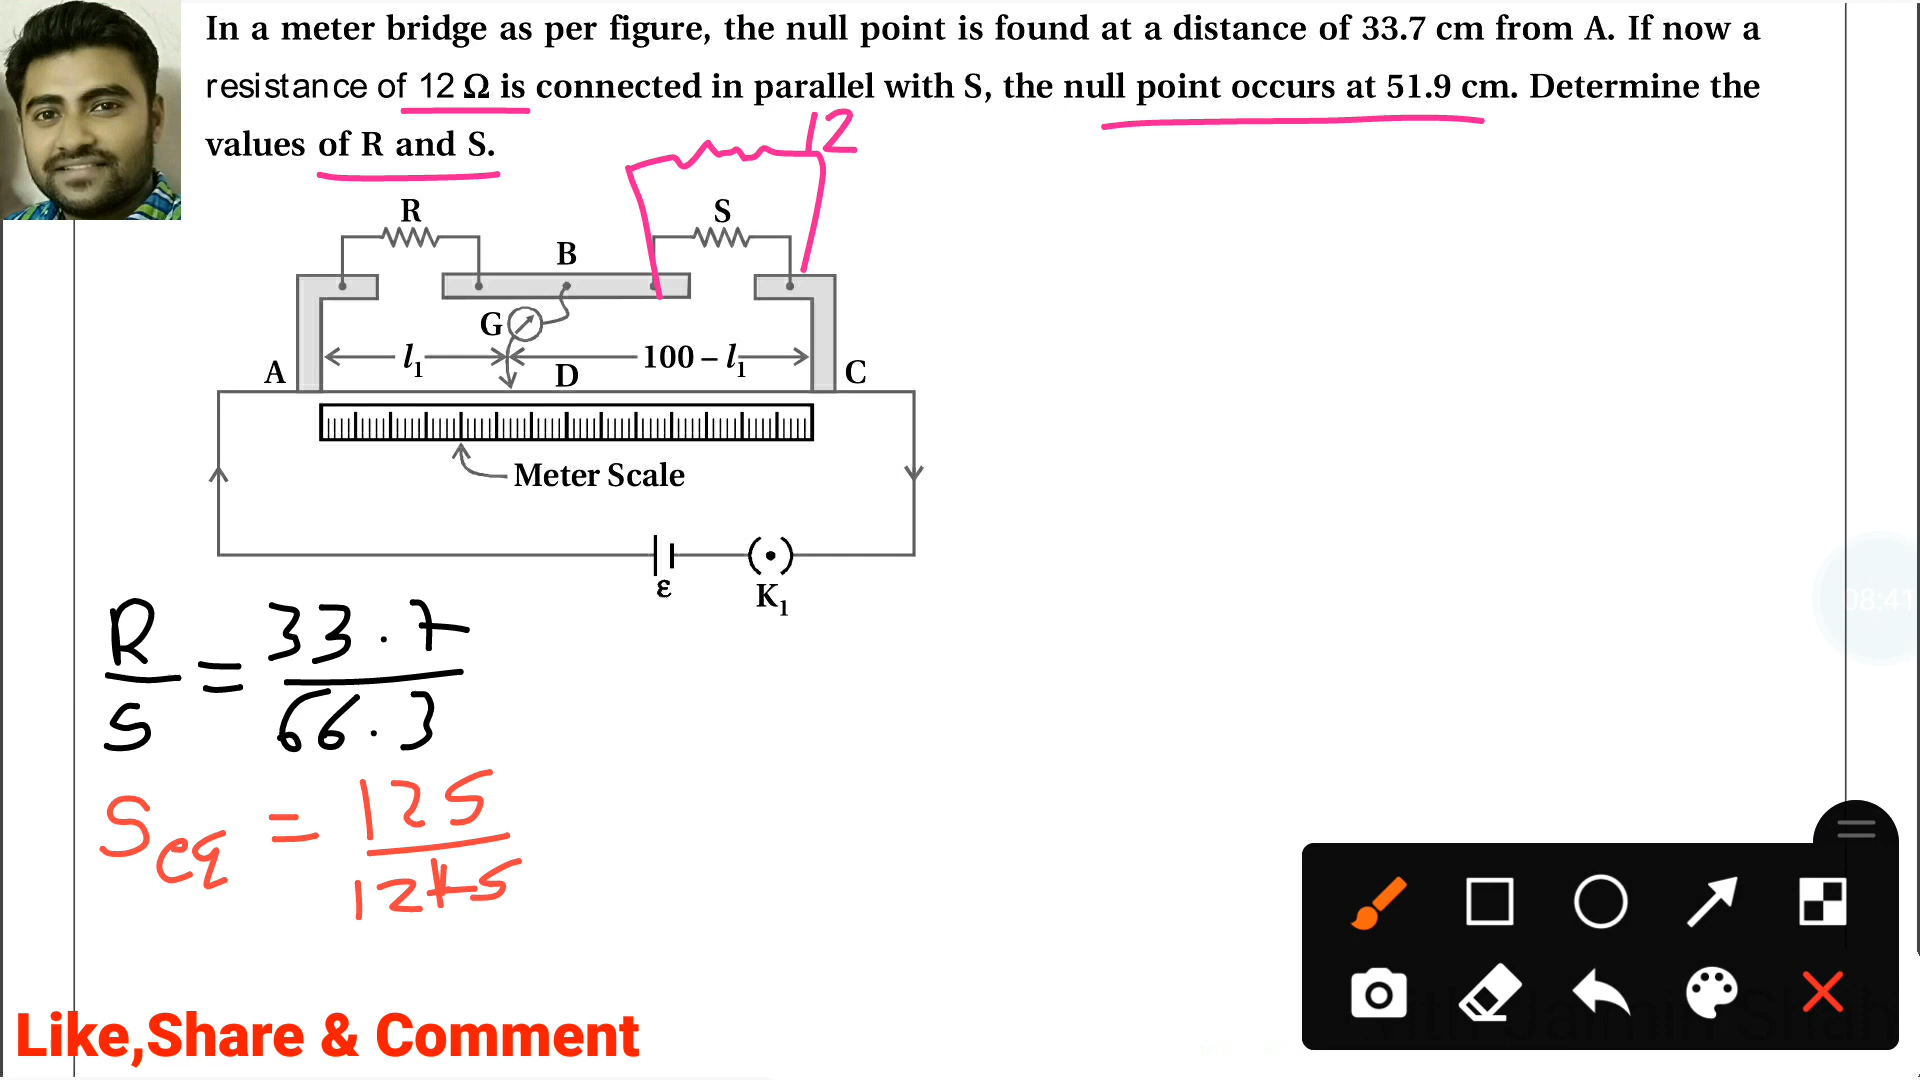 In a meter bridge as per figure, the null point is found at a distance of 33.7 cm from A. If now a
resistance of 12 Ω is connected in parallel with S, the null point occurs at 51.9 cm. Determine the
values of R and S.
12
R
S
B
G
l₁
100 – l₁
A
D
C
Meter Scale
ε
K₁
R/S = 33.7/66.3
Seq = 12S/12+S
08:41
Like,Share & Comment